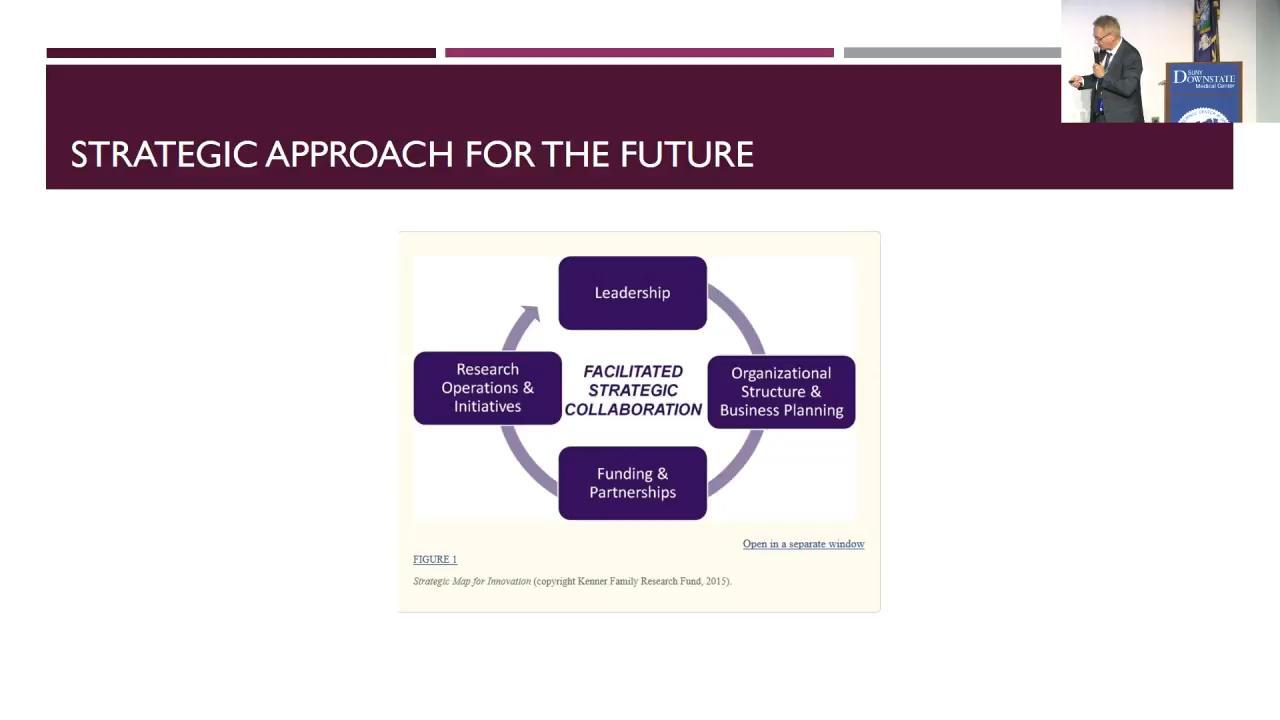 SUNY
DOWNSTATE
Medical Center
STRATEGIC APPROACH FOR THE FUTURE
Leadership
Research
Operations &
Initiatives
FACILITATED
STRATEGIC
COLLABORATION
Organizational
Structure &
Business Planning
Funding &
Partnerships
Open in a separate window
FIGURE 1
Strategic Map for Innovation (copyright Kenner Family Research Fund, 2015).